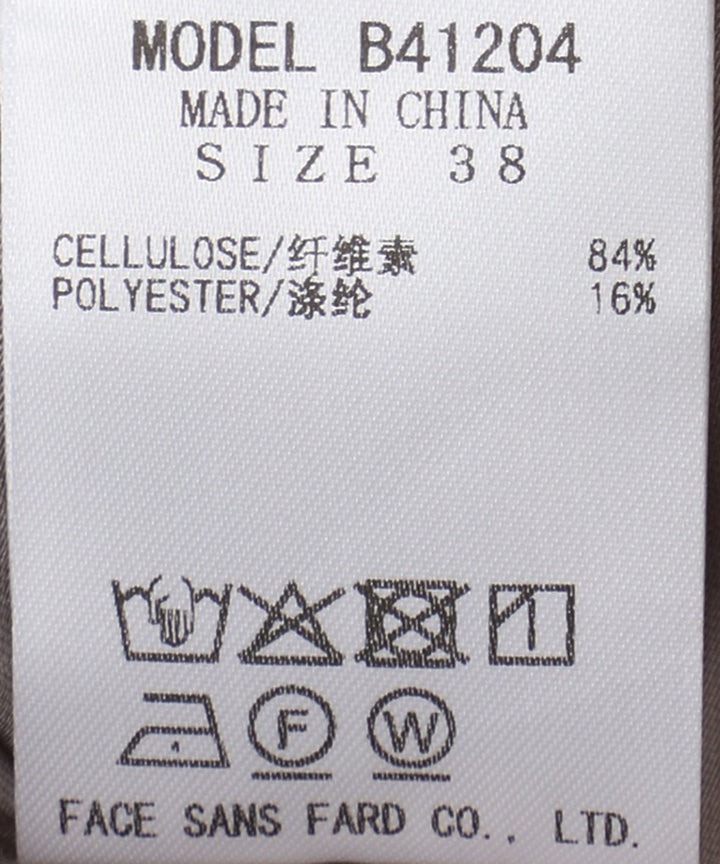 MODEL B41204
MADE IN CHINA
SIZE 38
CELLULOSE/纤维素 84%
POLYESTER/涤纶 16%
F W
FACE SANS FARD CO., LTD.